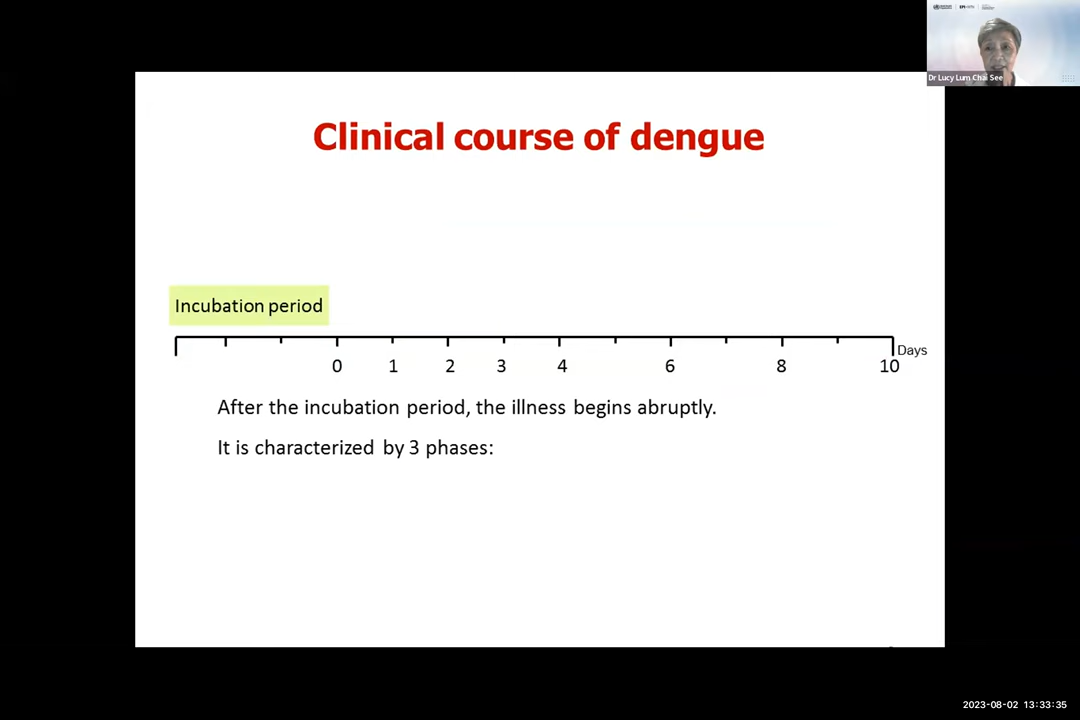 Dr Lucy Lum Chai See
Clinical course of dengue
Incubation period
Days
0 1 2 3 4 6 8 10
After the incubation period, the illness begins abruptly.
It is characterized by 3 phases:
2023-08-02 13:33:35